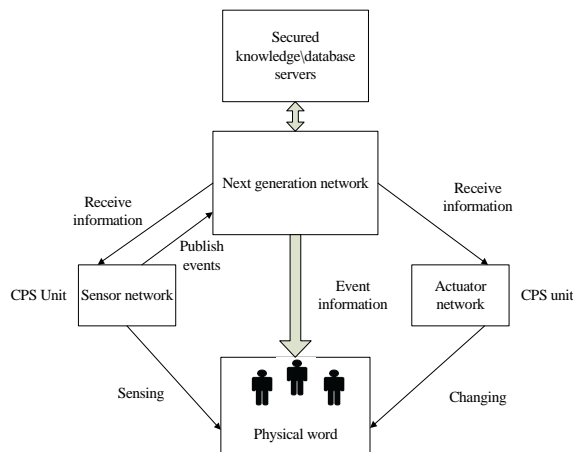 Secured
knowledge\database
servers
Next generation network
Receive
information
Receive
information
Publish
events
CPS Unit
Sensor network
Event
information
Actuator
network
CPS unit
Sensing
Changing
Physical word